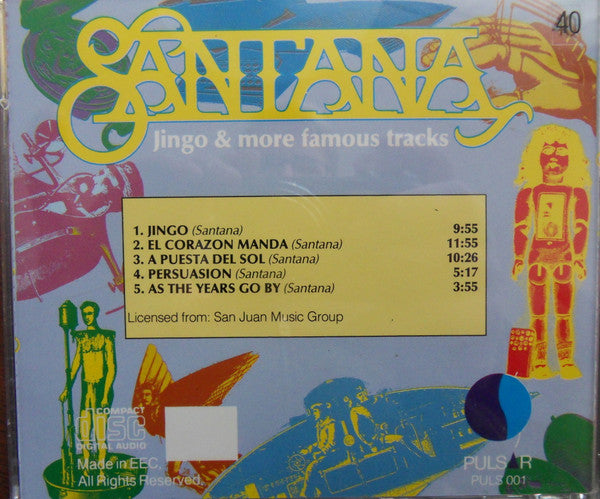 40
SANTANA
Jingo & more famous tracks
1. JINGO (Santana) 9:55
2. EL CORAZON MANDA (Santana) 11:55
3. A PUESTA DEL SOL (Santana) 10:26
4. PERSUASION (Santana) 5:17
5. AS THE YEARS GO BY (Santana) 3:55
Licensed from: San Juan Music Group
COMPACT
disc
DIGITAL AUDIO
Made in EEC.
All Rights Reserved.
PULSAR
PULS 001